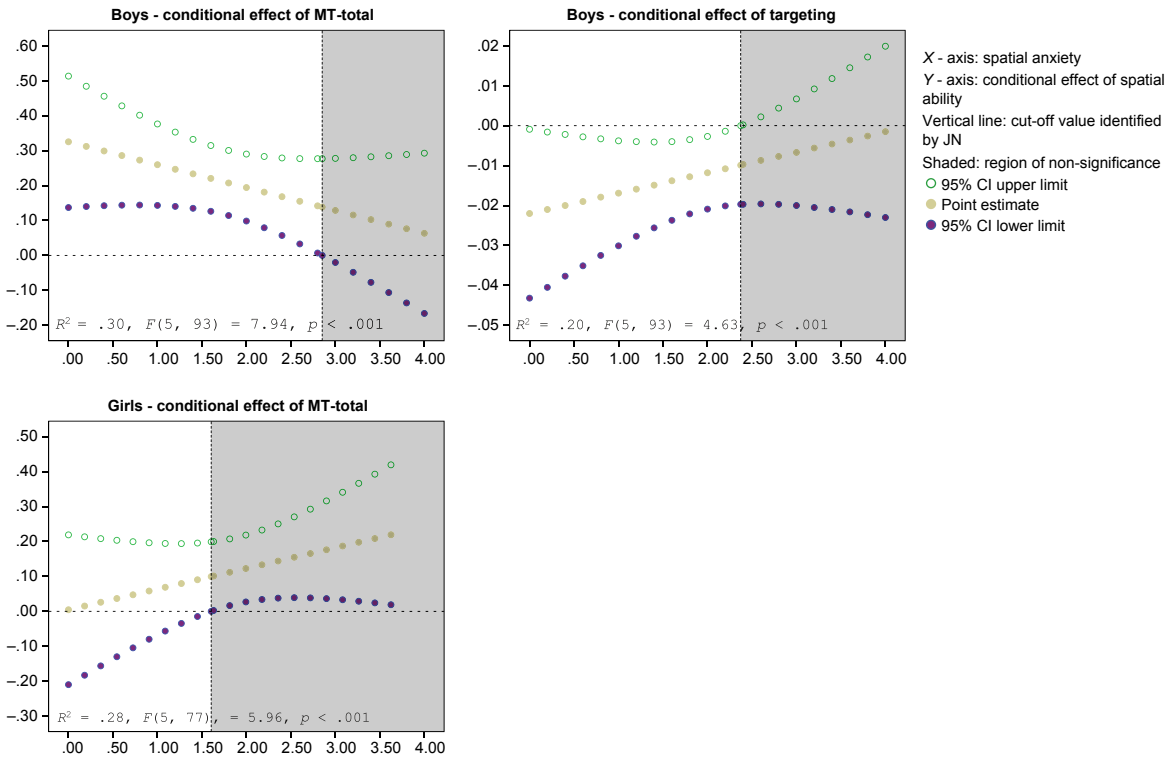 Boys - conditional effect of MT-total
.60
.50
.40
.30
.20
.10
.00
–.10
–.20
R² = .30, F(5, 93) = 7.94, p < .001
.00 .50 1.00 1.50 2.00 2.50 3.00 3.50 4.00
Boys - conditional effect of targeting
.02
.01
.00
–.01
–.02
–.03
–.04
–.05
R² = .20, F(5, 93) = 4.63, p < .001
.00 .50 1.00 1.50 2.00 2.50 3.00 3.50 4.00
X - axis: spatial anxiety
Y - axis: conditional effect of spatial
ability
Vertical line: cut-off value identified
by JN
Shaded: region of non-significance
95% CI upper limit
Point estimate
95% CI lower limit
Girls - conditional effect of MT-total
.50
.40
.30
.20
.10
.00
–.10
–.20
–.30
R² = .28, F(5, 77), = 5.96, p < .001
.00 .50 1.00 1.50 2.00 2.50 3.00 3.50 4.00